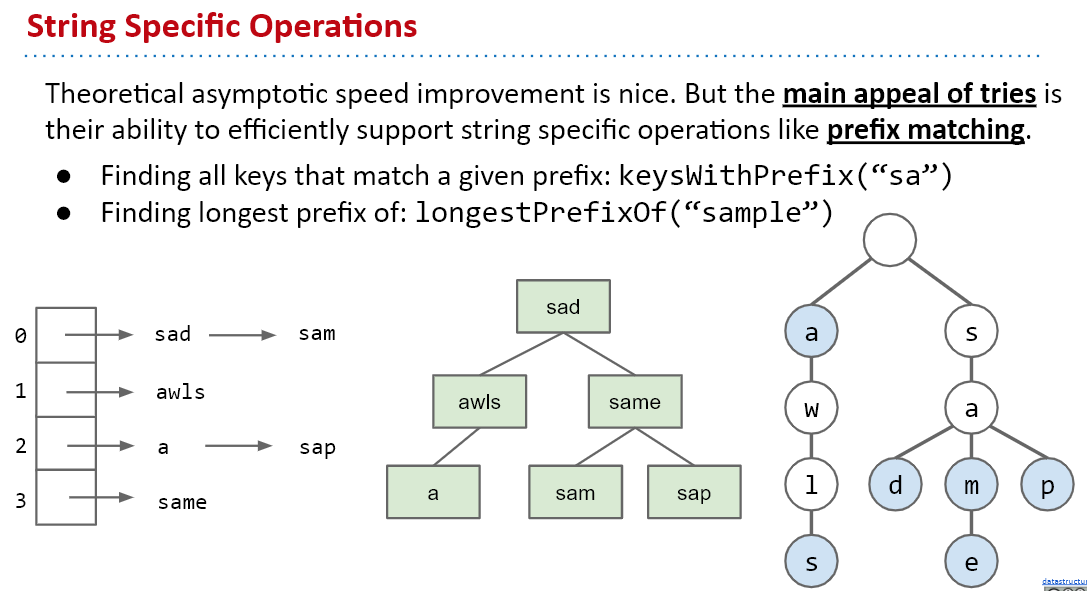 String Specific Operations
Theoretical asymptotic speed improvement is nice. But the main appeal of tries is
their ability to efficiently support string specific operations like prefix matching.
● Finding all keys that match a given prefix: keysWithPrefix(“sa”)
● Finding longest prefix of: longestPrefixOf(“sample”)
0 sad sam
1 awls
2 a sap
3 same
sad
awls same
a sam sap
a s
w a
l d m p
s e
datastructu